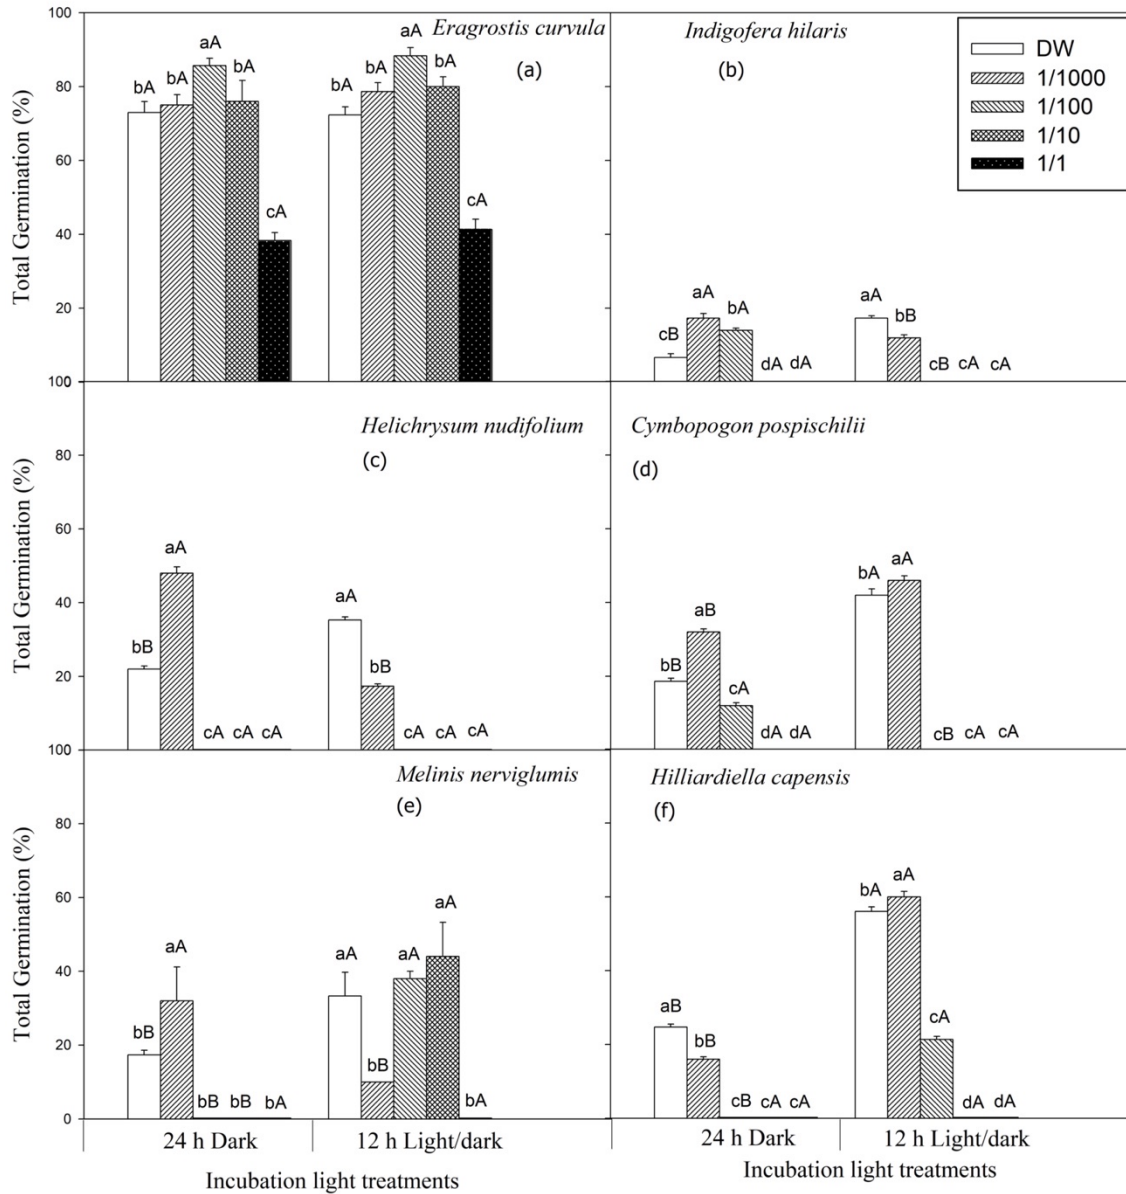 Total Germination (%)
100
80
60
40
20
Eragrostis curvula
(a)
bA bA aA bA cA
bA bA aA bA cA
Indigofera hilaris
(b)
cB aA bA dA dA
aA bB cB cA cA
DW
1/1000
1/100
1/10
1/1
Total Germination (%)
100
80
60
40
20
Helichrysum nudifolium
(c)
bB aA cA cA cA
aA bB cA cA cA
Cymbopogon pospischilii
(d)
bB aB cA dA dA
bA aA cB cA cA
Total Germination (%)
100
80
60
40
20
0
Melinis nerviglumis
(e)
bB aA bB bB bA
aA bB aA aA bA
Hilliardiella capensis
(f)
aB bB cB cA cA
bA aA cA dA dA
24 h Dark
12 h Light/dark
24 h Dark
12 h Light/dark
Incubation light treatments
Incubation light treatments